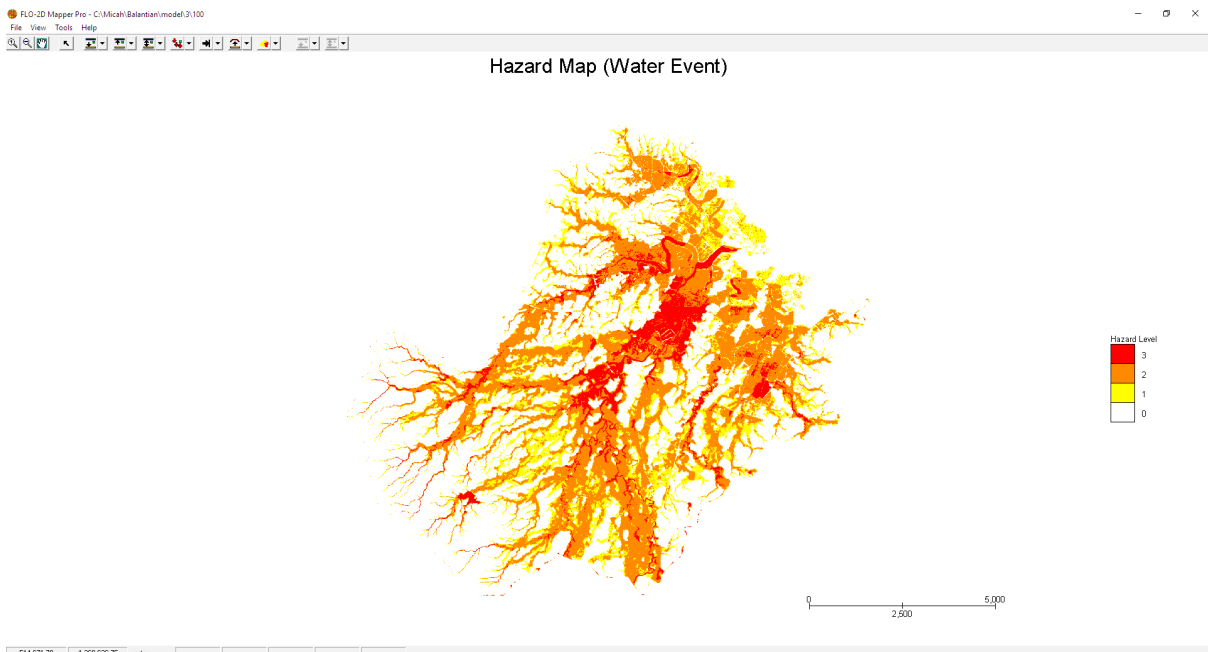 FLO-2D Mapper Pro - C:\Micah\Balantian\model\3\100
File View Tools Help
Hazard Map (Water Event)
Hazard Level
3
2
1
0
0 5,000
2,500